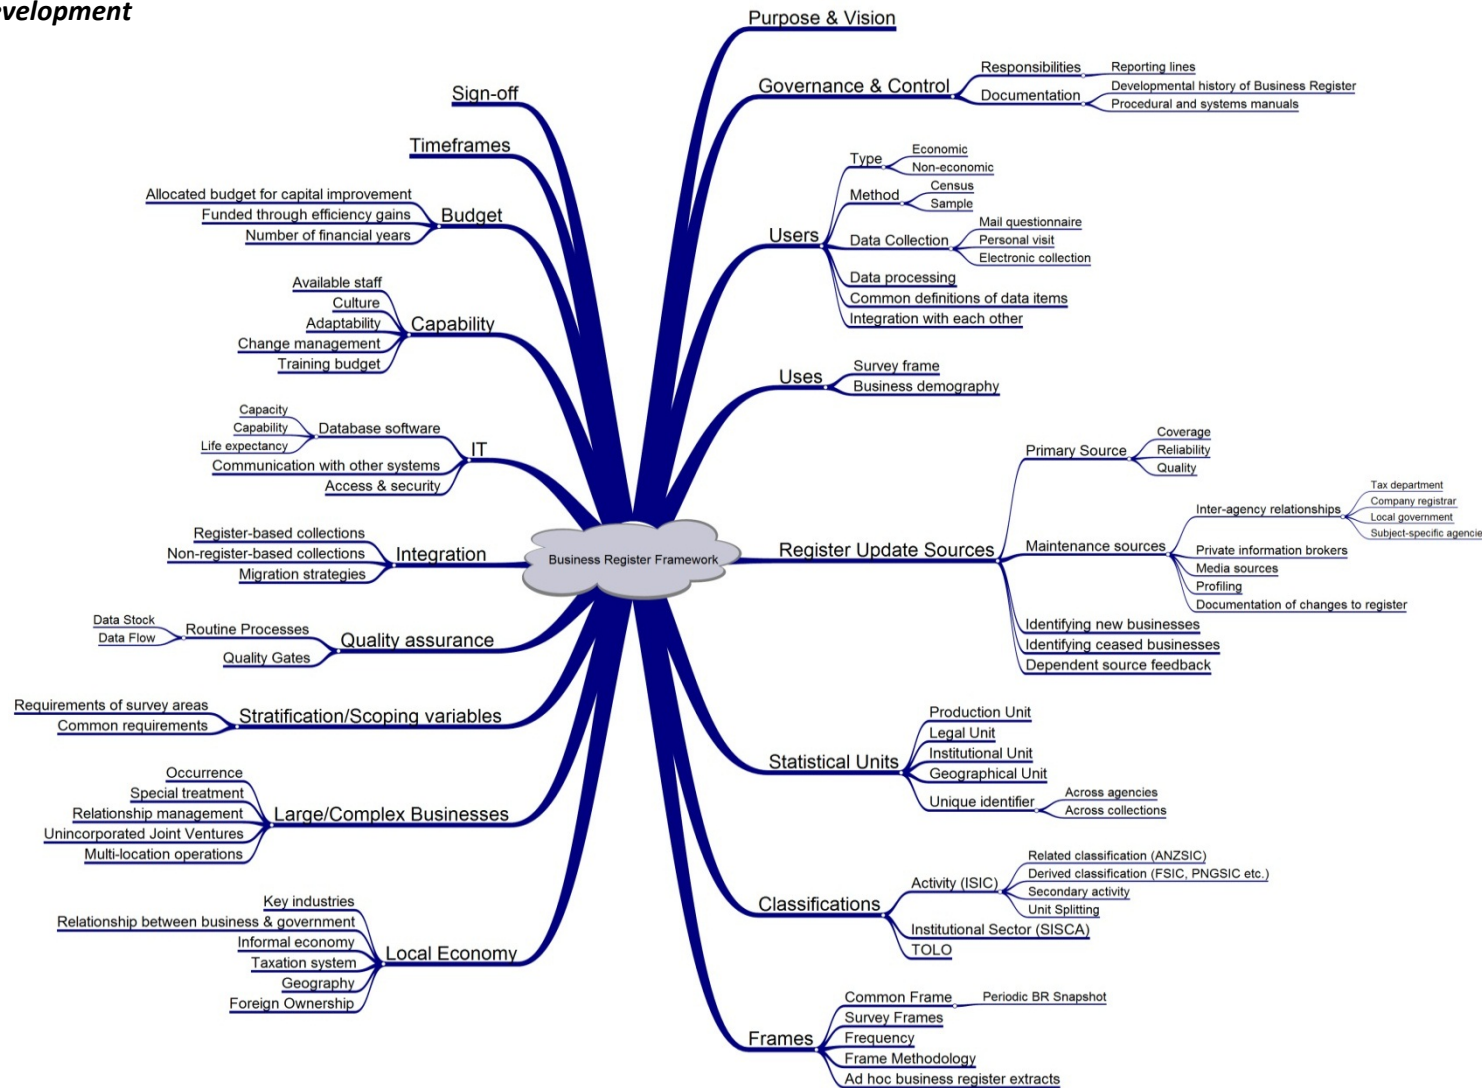 evelopment
Purpose & Vision
Governance & Control
Responsibilities
Reporting lines
Documentation
Developmental history of Business Register
Procedural and systems manuals
Users
Type
Economic
Non-economic
Method
Census
Sample
Data Collection
Mail questionnaire
Personal visit
Electronic collection
Data processing
Common definitions of data items
Integration with each other
Uses
Survey frame
Business demography
Register Update Sources
Primary Source
Coverage
Reliability
Quality
Maintenance sources
Inter-agency relationships
Tax department
Company registrar
Local government
Subject-specific agencie
Private information brokers
Media sources
Profiling
Documentation of changes to register
Identifying new businesses
Identifying ceased businesses
Dependent source feedback
Statistical Units
Production Unit
Legal Unit
Institutional Unit
Geographical Unit
Unique identifier
Across agencies
Across collections
Classifications
Activity (ISIC)
Related classification (ANZSIC)
Derived classification (FSIC, PNGSIC etc.)
Secondary activity
Unit Splitting
Institutional Sector (SISCA)
TOLO
Frames
Common Frame
Periodic BR Snapshot
Survey Frames
Frequency
Frame Methodology
Ad hoc business register extracts
Business Register Framework
Sign-off
Timeframes
Budget
Allocated budget for capital improvement
Funded through efficiency gains
Number of financial years
Capability
Available staff
Culture
Adaptability
Change management
Training budget
IT
Database software
Capacity
Capability
Life expectancy
Communication with other systems
Access & security
Integration
Register-based collections
Non-register-based collections
Migration strategies
Quality assurance
Routine Processes
Data Stock
Data Flow
Quality Gates
Stratification/Scoping variables
Requirements of survey areas
Common requirements
Large/Complex Businesses
Occurrence
Special treatment
Relationship management
Unincorporated Joint Ventures
Multi-location operations
Local Economy
Key industries
Relationship between business & government
Informal economy
Taxation system
Geography
Foreign Ownership